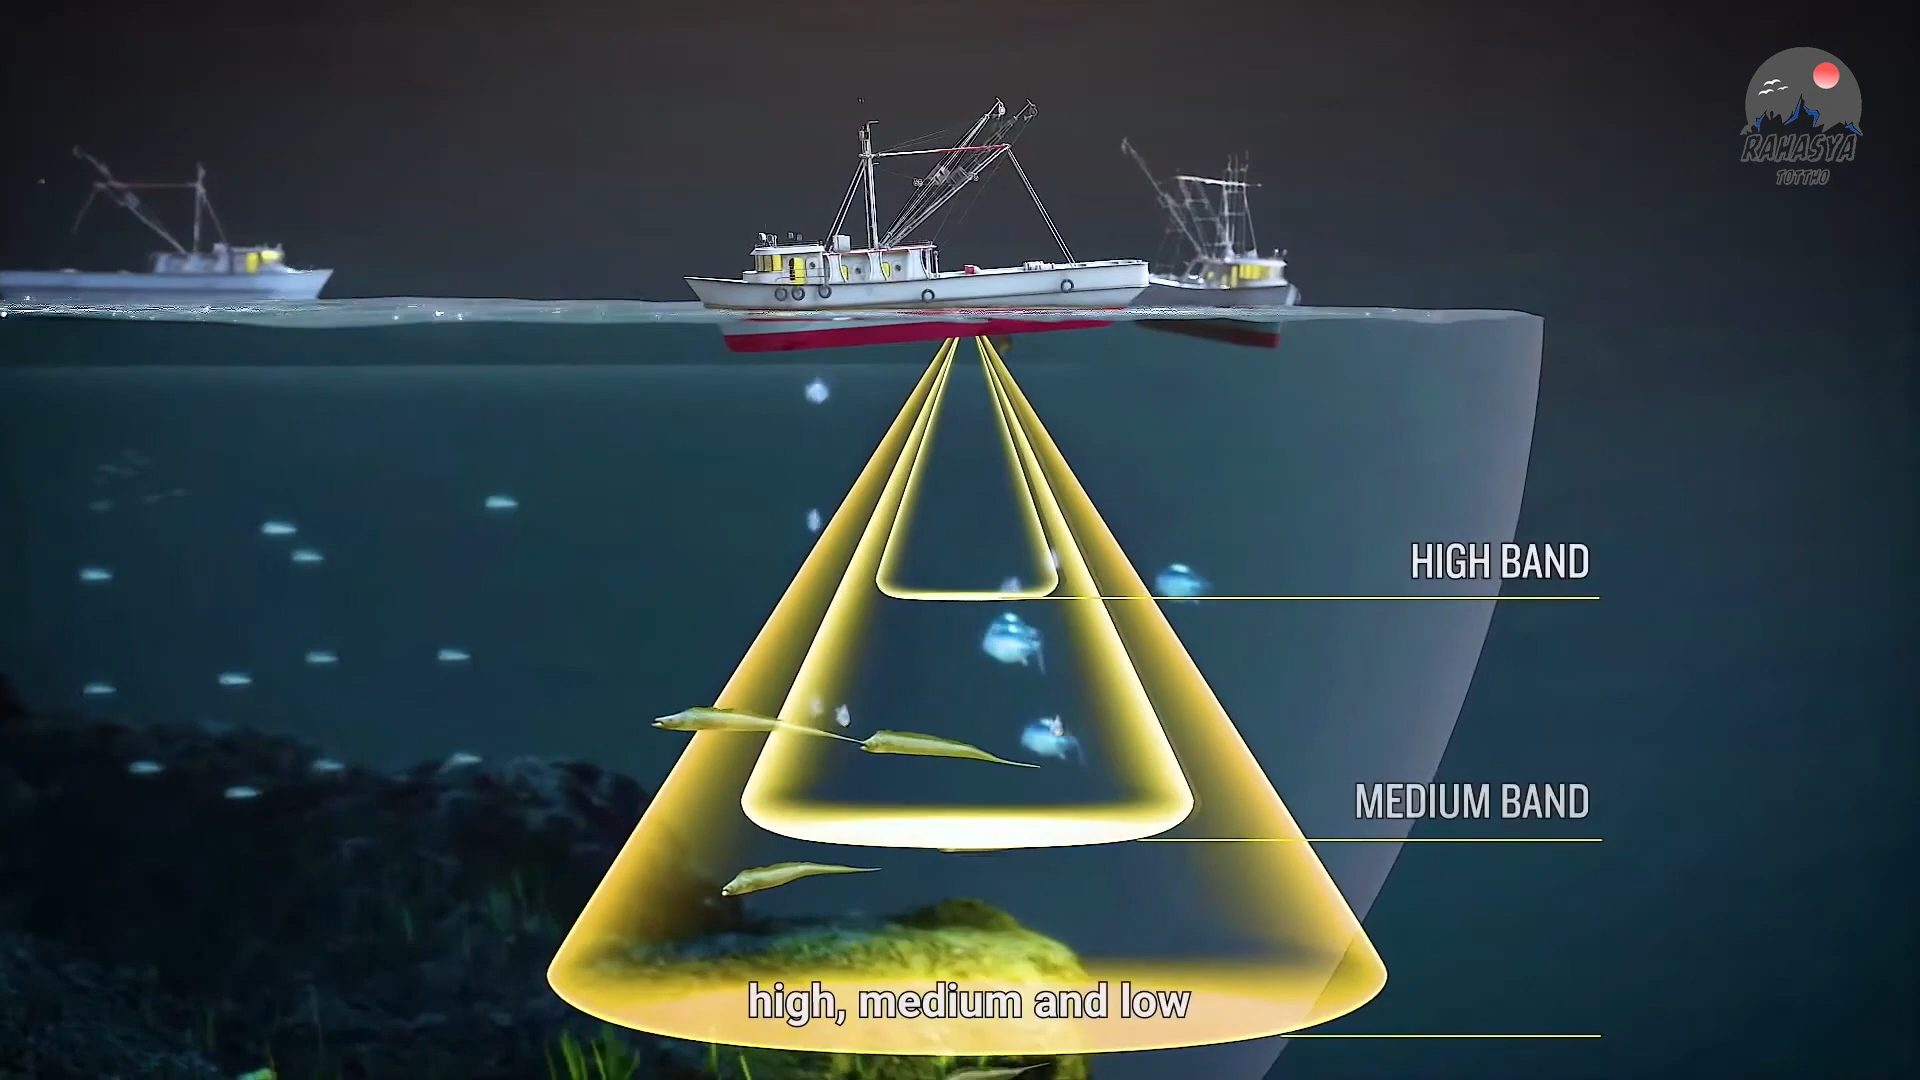 RAHASYA
TOTTHO
HIGH BAND
MEDIUM BAND
high, medium and low